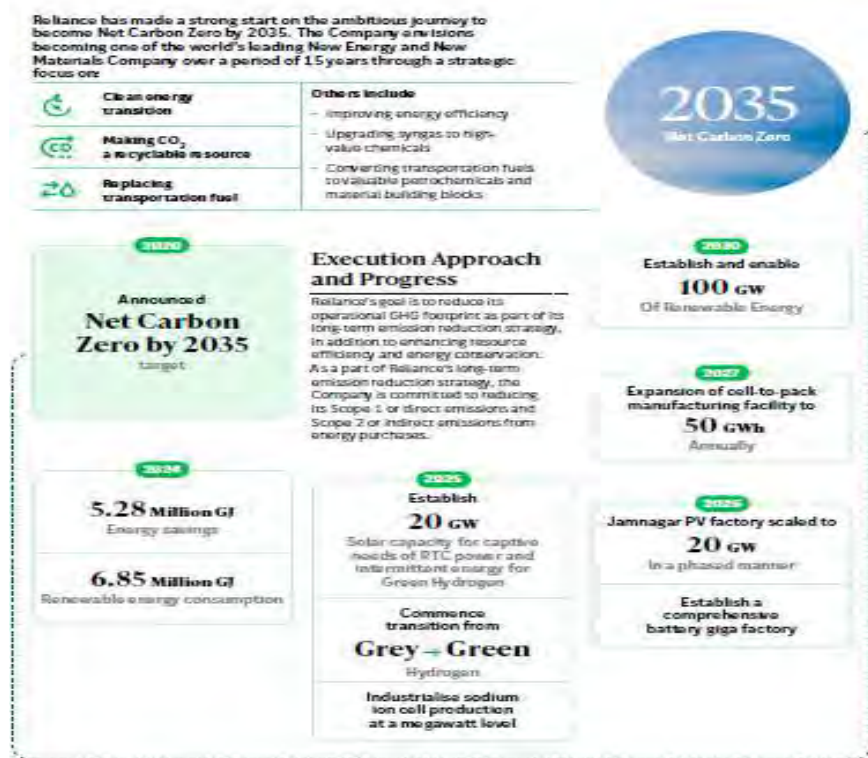 Reliance has made a strong start on the ambitious journey to
become Net Carbon Zero by 2035. The Company envisions
becoming one of the world's leading New Energy and New
Materials Company over a period of 15 years through a strategic
focus on:
Clean energy
transition
Making CO₂
a recyclable resource
Replacing
transportation fuel
Others include
- Improving energy efficiency
- Upgrading syngas to high-
value chemicals
- Converting transportation fuels
to valuable petrochemicals and
material building blocks
2035
Net Carbon Zero
2020
Announced
Net Carbon
Zero by 2035
target
Execution Approach
and Progress
Reliance's goal is to reduce its
operational GHG footprint as part of its
long-term emission reduction strategy,
in addition to enhancing resource
efficiency and energy conservation.
As a part of Reliance's long-term
emission reduction strategy, the
Company is committed to reducing
its Scope 1 or direct emissions and
Scope 2 or indirect emissions from
energy purchases.
2024
5.28 Million GJ
Energy savings
6.85 Million GJ
Renewable energy consumption
2025
Establish
20 GW
Solar capacity for captive
needs of RTC power and
intermittent energy for
Green Hydrogen
Commence
transition from
Grey → Green
Hydrogen
Industrialise sodium
ion cell production
at a megawatt level
2026
Jamnagar PV factory scaled to
20 GW
In a phased manner
Establish a
comprehensive
battery giga factory
2027
Expansion of cell-to-pack
manufacturing facility to
50 GWh
Annually
2030
Establish and enable
100 GW
Of Renewable Energy